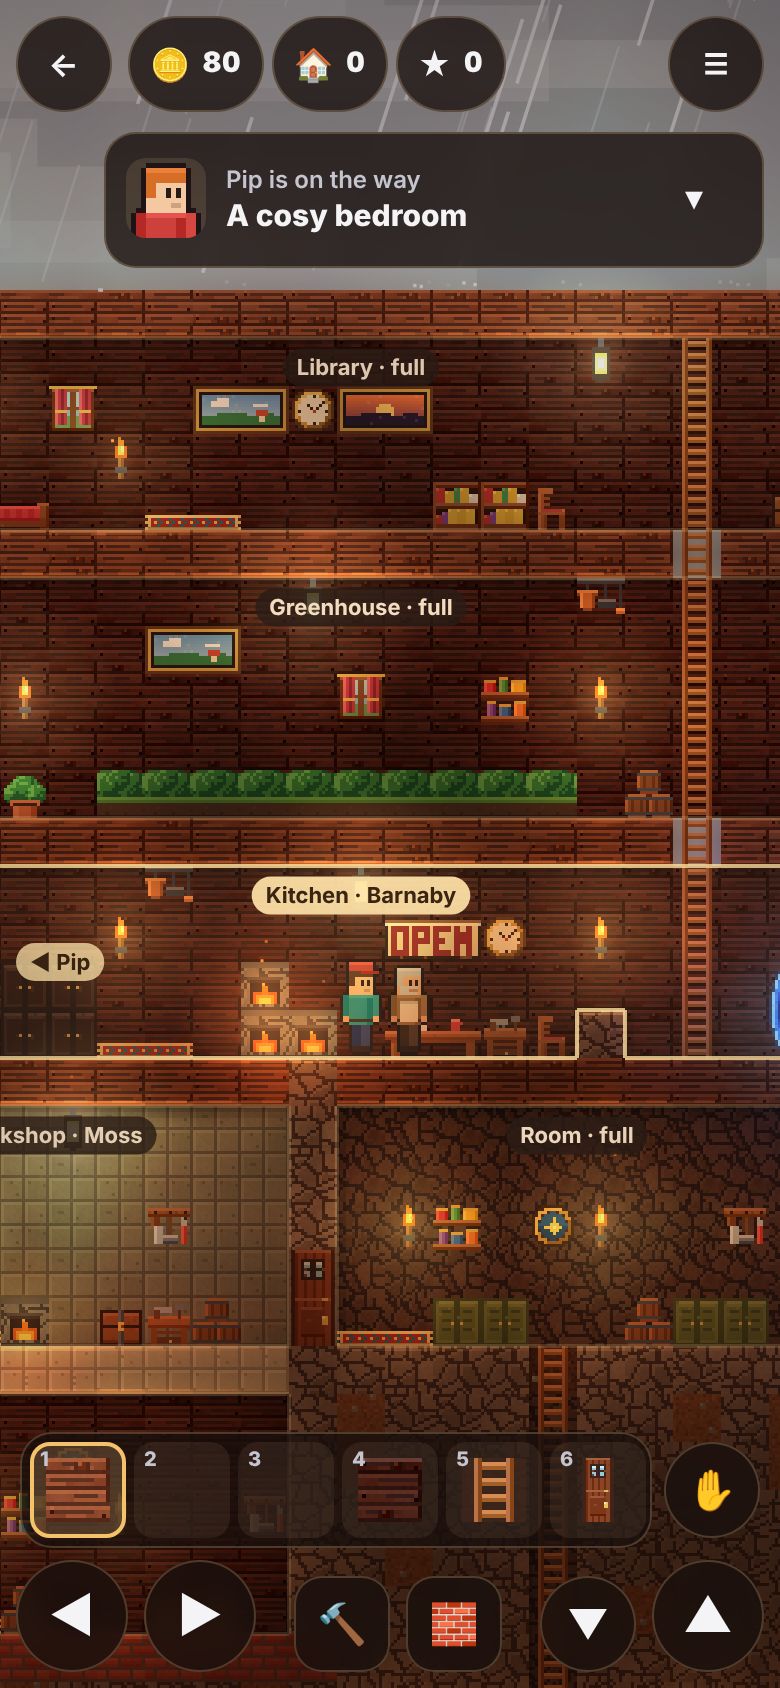 80
0
0
Pip is on the way
A cosy bedroom
Library · full
Greenhouse · full
Kitchen · Barnaby
OPEN
Pip
kshop · Moss
Room · full
1
2
3
4
5
6